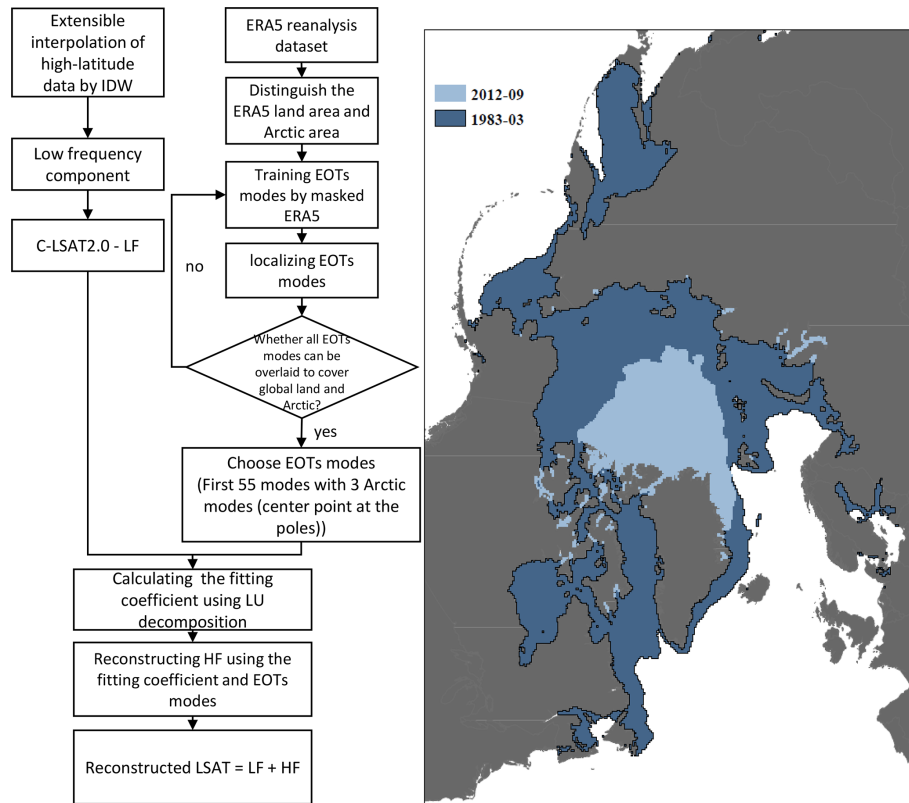 Extensible
interpolation of
high-latitude
data by IDW
Low frequency
component
C-LSAT2.0 - LF
ERA5 reanalysis
dataset
Distinguish the
ERA5 land area and
Arctic area
Training EOTs
modes by masked
ERA5
localizing EOTs
modes
no
Whether all EOTs
modes can be
overlaid to cover
global land and
Arctic?
yes
Choose EOTs modes
(First 55 modes with 3 Arctic
modes (center point at the
poles))
Calculating the fitting
coefficient using LU
decomposition
Reconstructing HF using the
fitting coefficient and EOTs
modes
Reconstructed LSAT = LF + HF
2012-09
1983-03